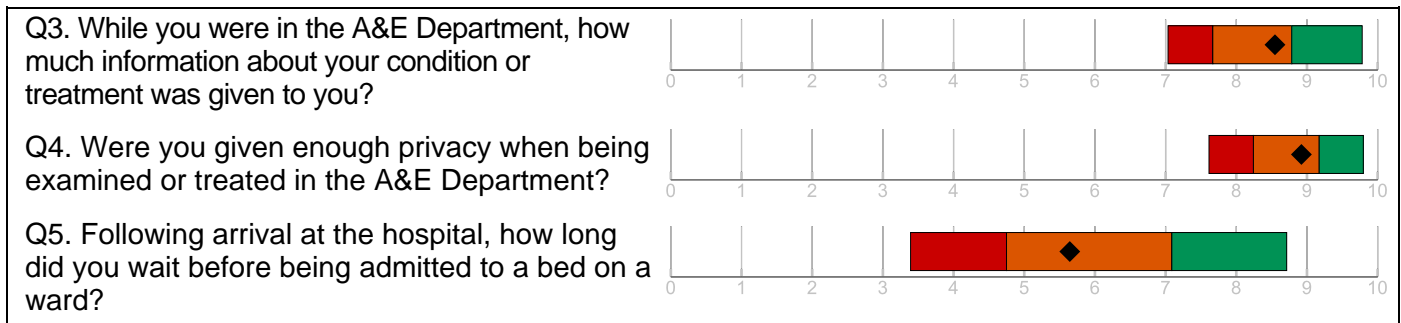 Q3. While you were in the A&E Department, how
much information about your condition or
treatment was given to you?
0 1 2 3 4 5 6 7 8 9 10
Q4. Were you given enough privacy when being
examined or treated in the A&E Department?
0 1 2 3 4 5 6 7 8 9 10
Q5. Following arrival at the hospital, how long
did you wait before being admitted to a bed on a
ward?
0 1 2 3 4 5 6 7 8 9 10